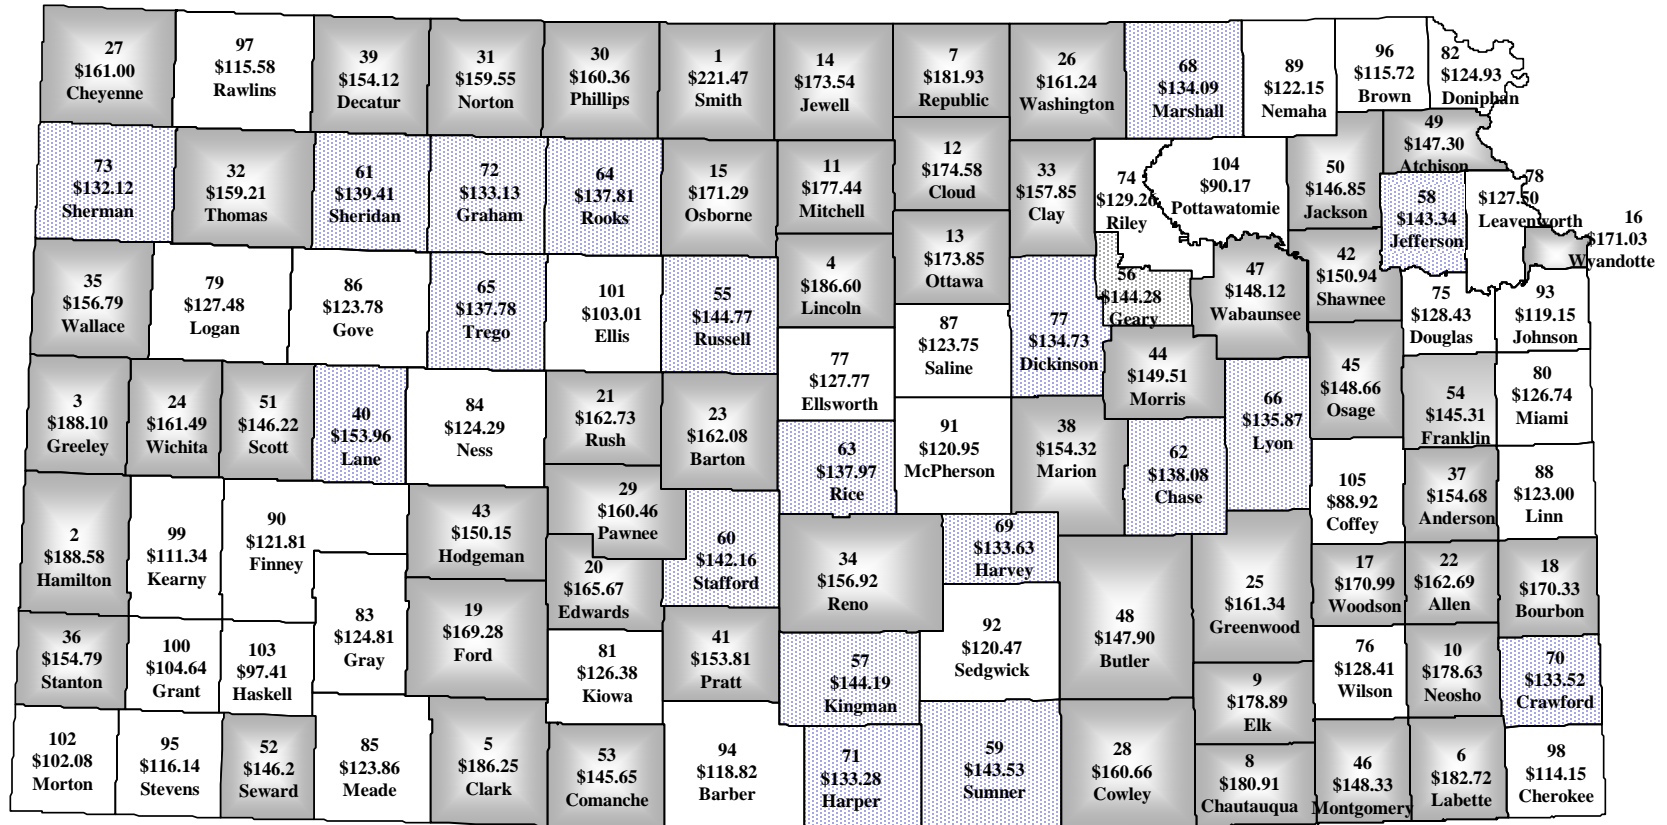 27
$161.00
Cheyenne
97
$115.58
Rawlins
39
$154.12
Decatur
31
$159.55
Norton
30
$160.36
Phillips
1
$221.47
Smith
14
$173.54
Jewell
7
$181.93
Republic
26
$161.24
Washington
68
$134.09
Marshall
89
$122.15
Nemaha
96
$115.72
Brown
82
$124.93
Doniphan
73
$132.12
Sherman
32
$159.21
Thomas
61
$139.41
Sheridan
72
$133.13
Graham
64
$137.81
Rooks
15
$171.29
Osborne
11
$177.44
Mitchell
12
$174.58
Cloud
33
$157.85
Clay
74
$129.26
Riley
104
$90.17
Pottawatomie
50
$146.85
Jackson
49
$147.30
Atchison
58
$143.34
Jefferson
78
$127.50
Leavenworth
16
$171.03
Wyandotte
35
$156.79
Wallace
79
$127.48
Logan
86
$123.78
Gove
65
$137.78
Trego
101
$103.01
Ellis
55
$144.77
Russell
4
$186.60
Lincoln
13
$173.85
Ottawa
87
$123.75
Saline
77
$134.73
Dickinson
56
$144.28
Geary
47
$148.12
Wabaunsee
42
$150.94
Shawnee
75
$128.43
Douglas
93
$119.15
Johnson
3
$188.10
Greeley
24
$161.49
Wichita
51
$146.22
Scott
40
$153.96
Lane
84
$124.29
Ness
21
$162.73
Rush
23
$162.08
Barton
77
$127.77
Ellsworth
63
$137.97
Rice
91
$120.95
McPherson
38
$154.32
Marion
44
$149.51
Morris
62
$138.08
Chase
66
$135.87
Lyon
45
$148.66
Osage
54
$145.31
Franklin
80
$126.74
Miami
2
$188.58
Hamilton
99
$111.34
Kearny
90
$121.81
Finney
43
$150.15
Hodgeman
29
$160.46
Pawnee
60
$142.16
Stafford
34
$156.92
Reno
69
$133.63
Harvey
105
$88.92
Coffey
37
$154.68
Anderson
88
$123.00
Linn
36
$154.79
Stanton
100
$104.64
Grant
103
$97.41
Haskell
83
$124.81
Gray
19
$169.28
Ford
20
$165.67
Edwards
81
$126.38
Kiowa
41
$153.81
Pratt
57
$144.19
Kingman
92
$120.47
Sedgwick
48
$147.90
Butler
25
$161.34
Greenwood
17
$170.99
Woodson
22
$162.69
Allen
18
$170.33
Bourbon
9
$178.89
Elk
76
$128.41
Wilson
10
$178.63
Neosho
70
$133.52
Crawford
102
$102.08
Morton
95
$116.14
Stevens
52
$146.2
Seward
85
$123.86
Meade
5
$186.25
Clark
53
$145.65
Comanche
94
$118.82
Barber
71
$133.28
Harper
59
$143.53
Sumner
28
$160.66
Cowley
8
$180.91
Chautauqua
46
$148.33
Montgomery
6
$182.72
Labette
98
$114.15
Cherokee